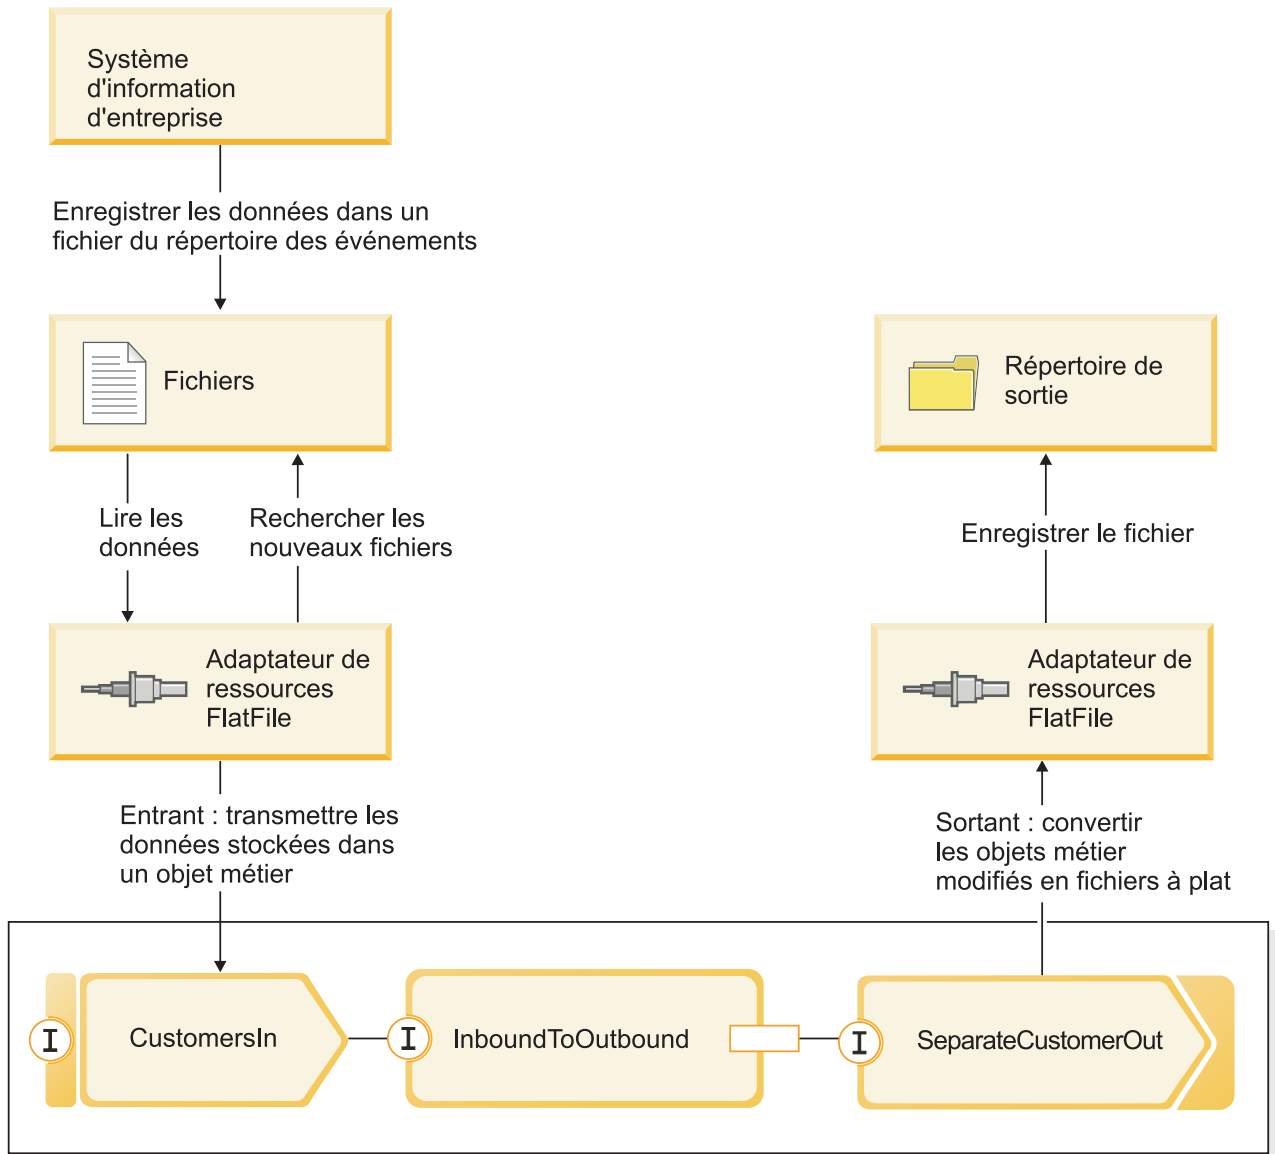 Système
d'information
d'entreprise
Enregistrer les données dans un
fichier du répertoire des événements
Fichiers
Répertoire de
sortie
Lire les
données
Rechercher les
nouveaux fichiers
Enregistrer le fichier
Adaptateur de
ressources
FlatFile
Adaptateur de
ressources
FlatFile
Entrant : transmettre les
données stockées dans
un objet métier
Sortant : convertir
les objets métier
modifiés en fichiers à plat
I
CustomersIn
I
InboundToOutbound
I
SeparateCustomerOut